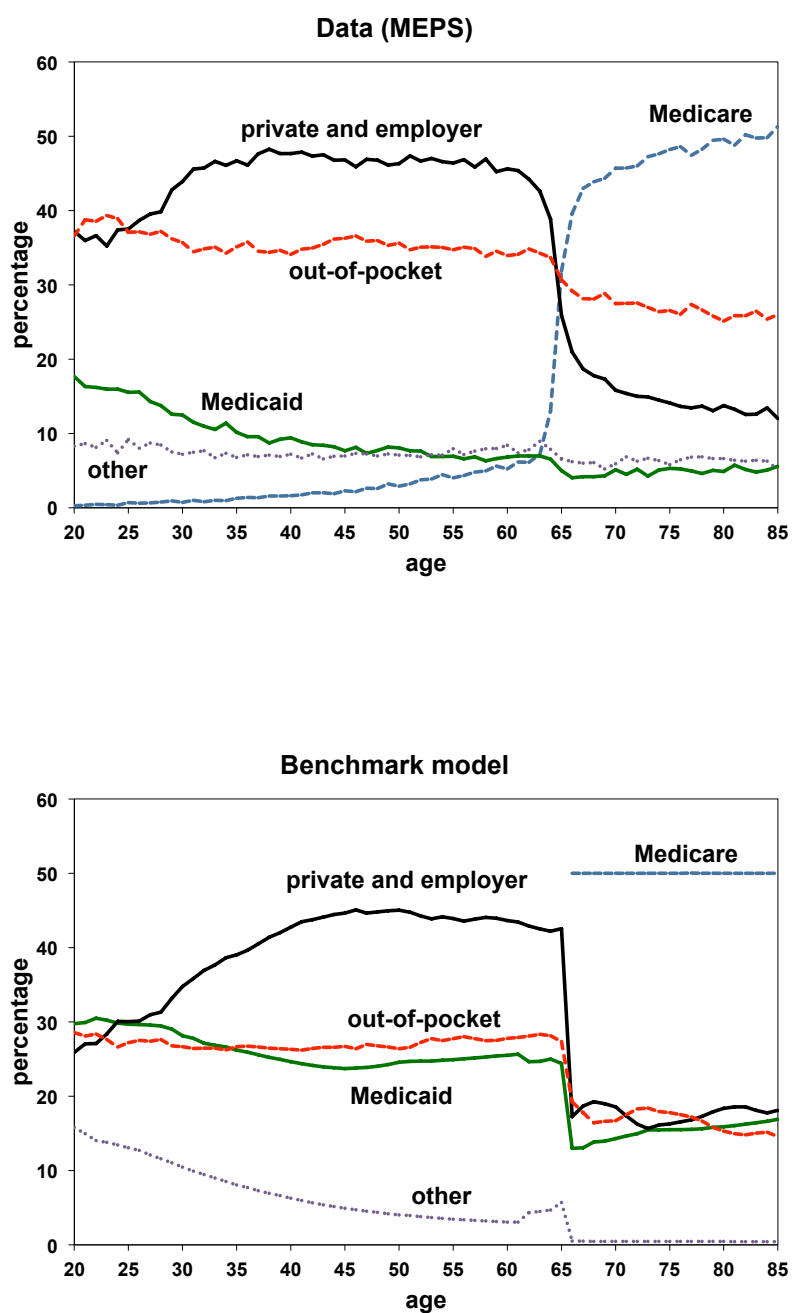 Data (MEPS)
60
50
40
30
20
10
0
percentage
private and employer
Medicare
out-of-pocket
Medicaid
other
20 25 30 35 40 45 50 55 60 65 70 75 80 85
age
Benchmark model
60
50
40
30
20
10
0
percentage
Medicare
private and employer
out-of-pocket
Medicaid
other
20 25 30 35 40 45 50 55 60 65 70 75 80 85
age